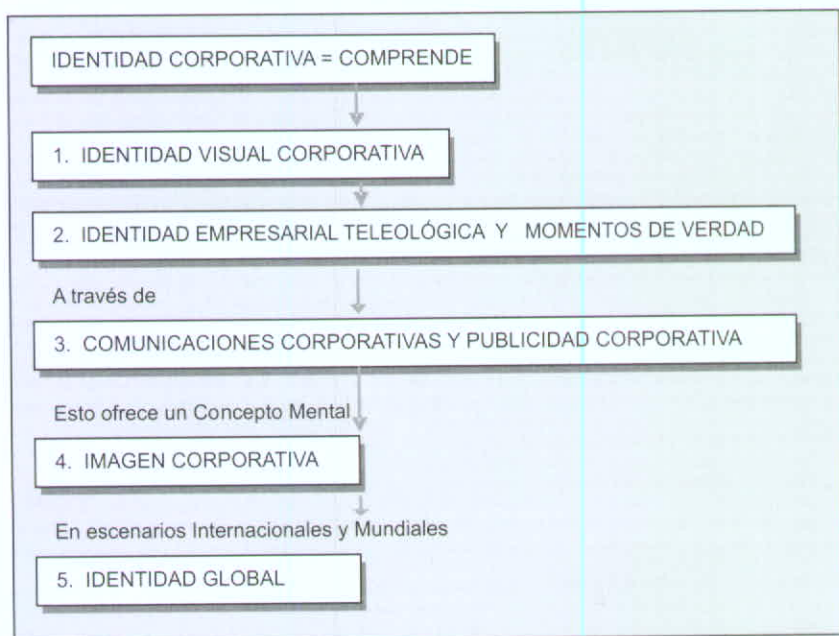 IDENTIDAD CORPORATIVA = COMPRENDE
1. IDENTIDAD VISUAL CORPORATIVA
2. IDENTIDAD EMPRESARIAL TELEOLÓGICA Y MOMENTOS DE VERDAD
A través de
3. COMUNICACIONES CORPORATIVAS Y PUBLICIDAD CORPORATIVA
Esto ofrece un Concepto Mental
4. IMAGEN CORPORATIVA
En escenarios Internacionales y Mundiales
5. IDENTIDAD GLOBAL